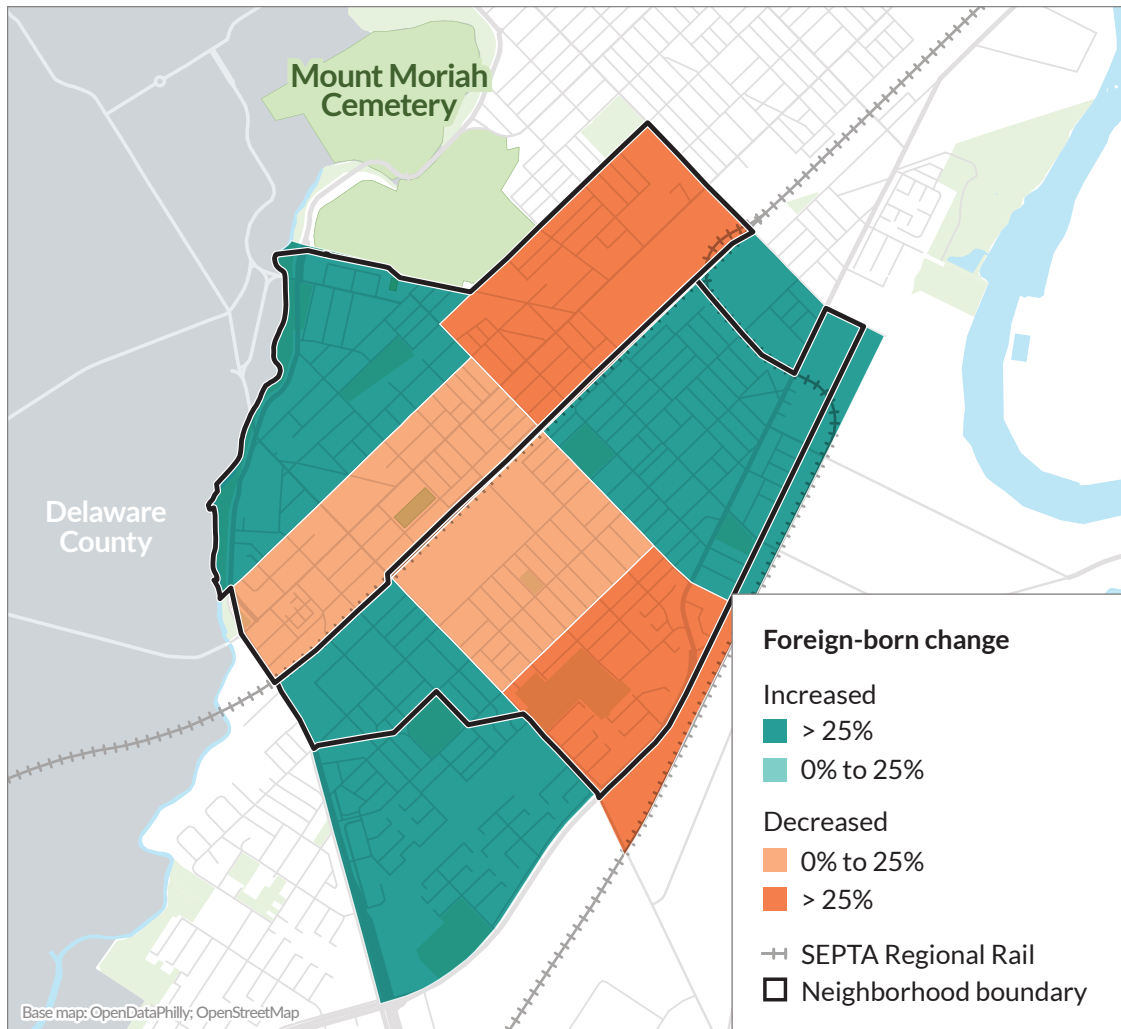 Mount Moriah
Cemetery
Delaware
County
Foreign-born change
Increased
> 25%
0% to 25%
Decreased
0% to 25%
> 25%
SEPTA Regional Rail
Neighborhood boundary
Base map: OpenDataPhilly; OpenStreetMap